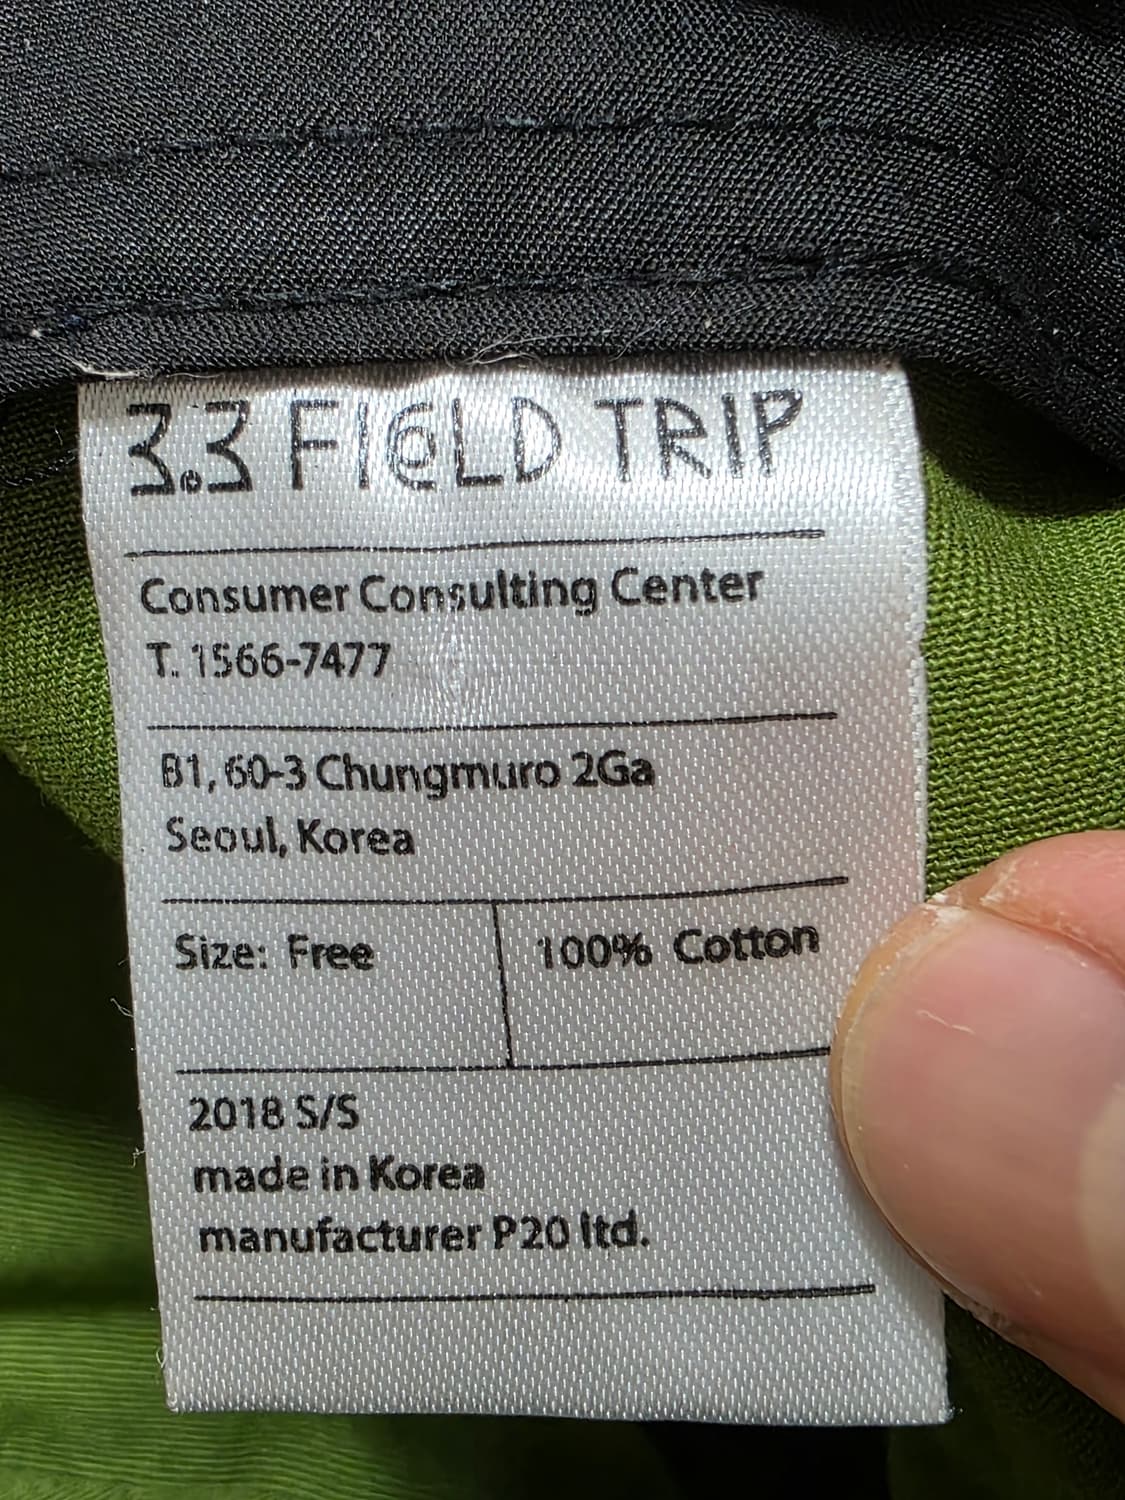 3.3 FIELD TRIP
Consumer Consulting Center
T. 1566-7477
B1, 60-3 Chungmuro 2Ga
Seoul, Korea
Size: Free
100% Cotton
2018 S/S
made in Korea
manufacturer P20 ltd.